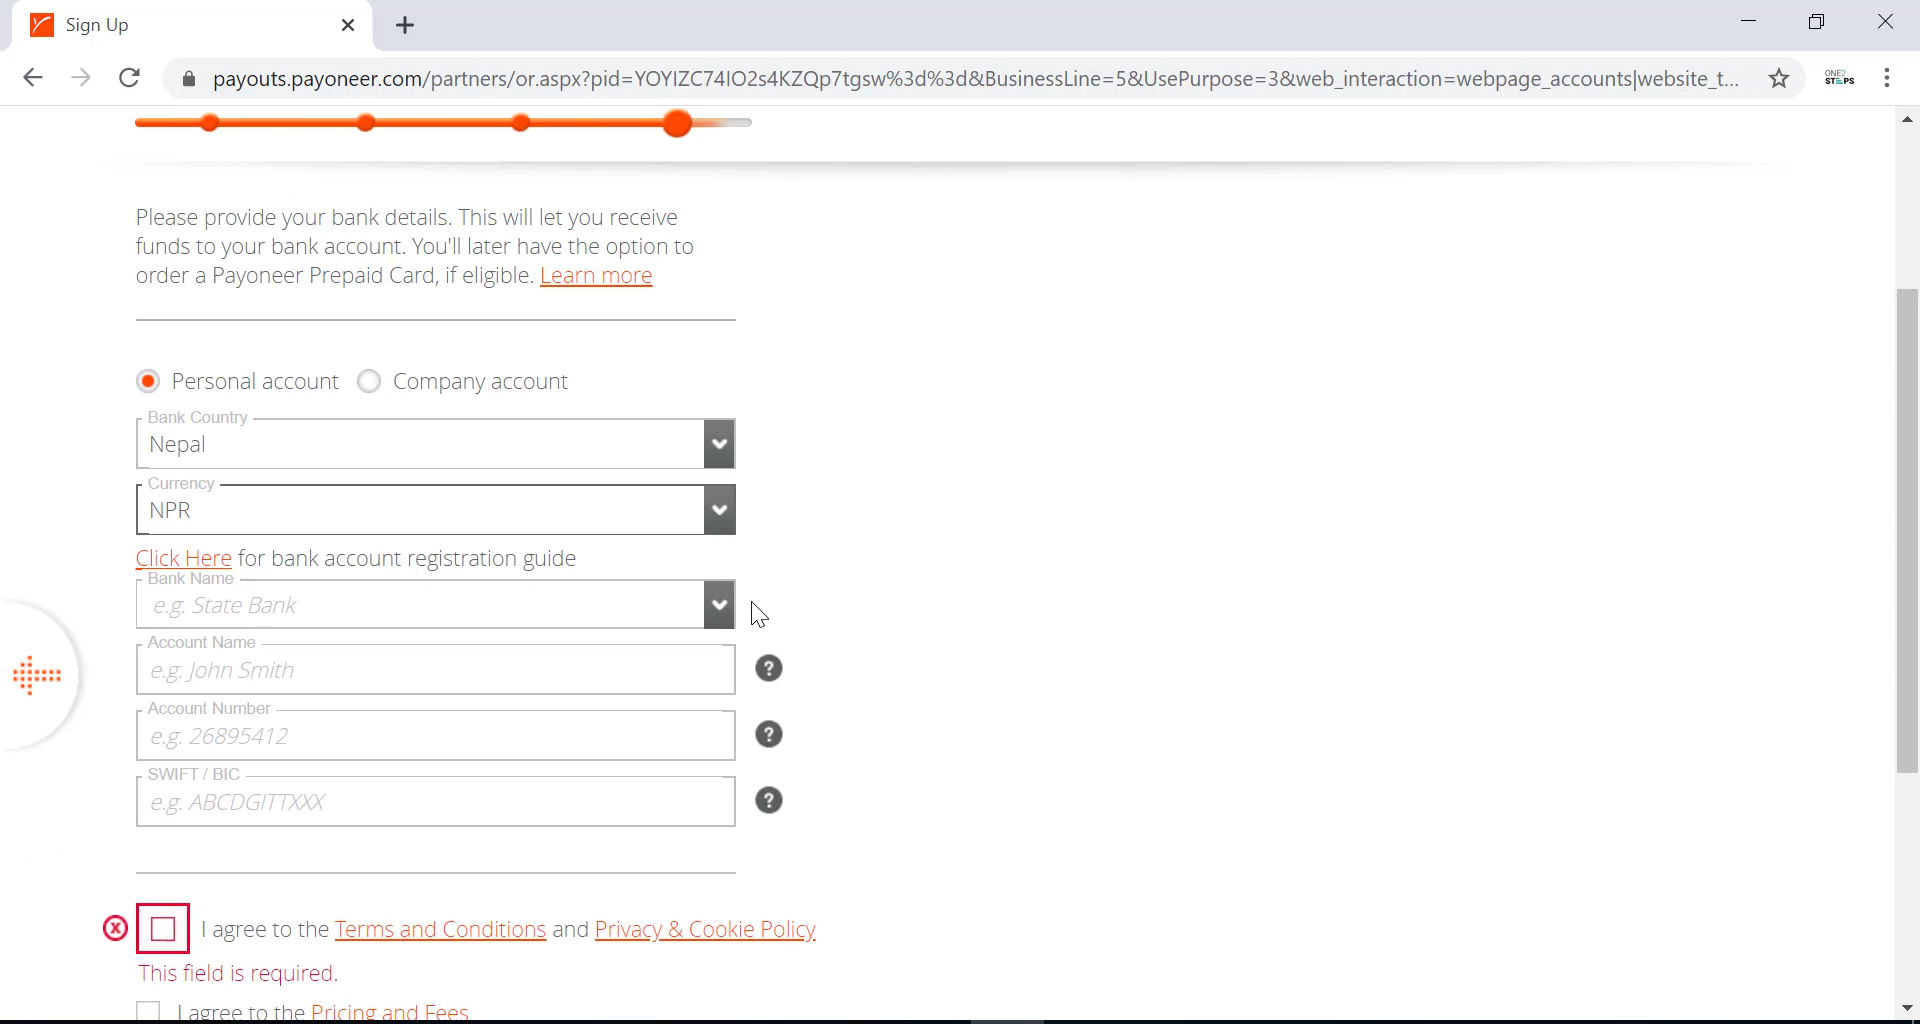 Sign Up
payouts.payoneer.com/partners/or.aspx?pid=YOYIZC74IO2s4KZQp7tgsw%3d%3d&BusinessLine=5&UsePurpose=3&web_interaction=webpage_accounts|website_t...
ONE2
STEPS
Please provide your bank details. This will let you receive
funds to your bank account. You'll later have the option to
order a Payoneer Prepaid Card, if eligible. Learn more
Personal account Company account
Bank Country
Nepal
Currency
NPR
Click Here for bank account registration guide
Bank Name
e.g. State Bank
Account Name
e.g. John Smith
?
Account Number
e.g. 26895412
?
SWIFT / BIC
e.g. ABCDGITTXXX
?
I agree to the Terms and Conditions and Privacy & Cookie Policy
This field is required.
I agree to the Pricing and Fees